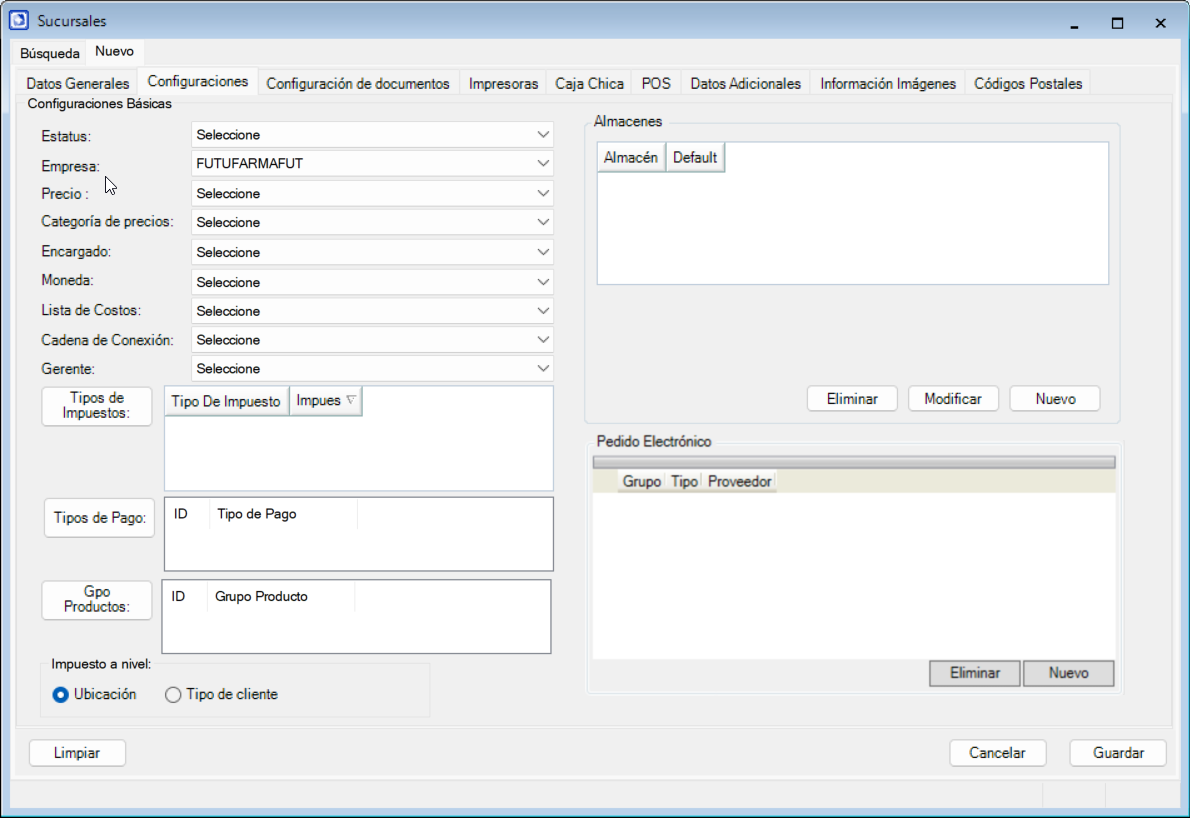 Sucursales
Búsqueda Nuevo
Datos Generales Configuraciones Configuración de documentos Impresoras Caja Chica POS Datos Adicionales Información Imágenes Códigos Postales
Configuraciones Básicas
Estatus: Seleccione
Empresa: FUTUFARMAFUT
Precio : Seleccione
Categoría de precios: Seleccione
Encargado: Seleccione
Moneda: Seleccione
Lista de Costos: Seleccione
Cadena de Conexión: Seleccione
Gerente: Seleccione
Tipos de
Impuestos:
Tipo De Impuesto Impues
Tipos de Pago:
ID Tipo de Pago
Gpo
Productos:
ID Grupo Producto
Impuesto a nivel:
Ubicación Tipo de cliente
Almacenes
Almacén Default
Eliminar Modificar Nuevo
Pedido Electrónico
Grupo Tipo Proveedor
Eliminar Nuevo
Limpiar Cancelar Guardar